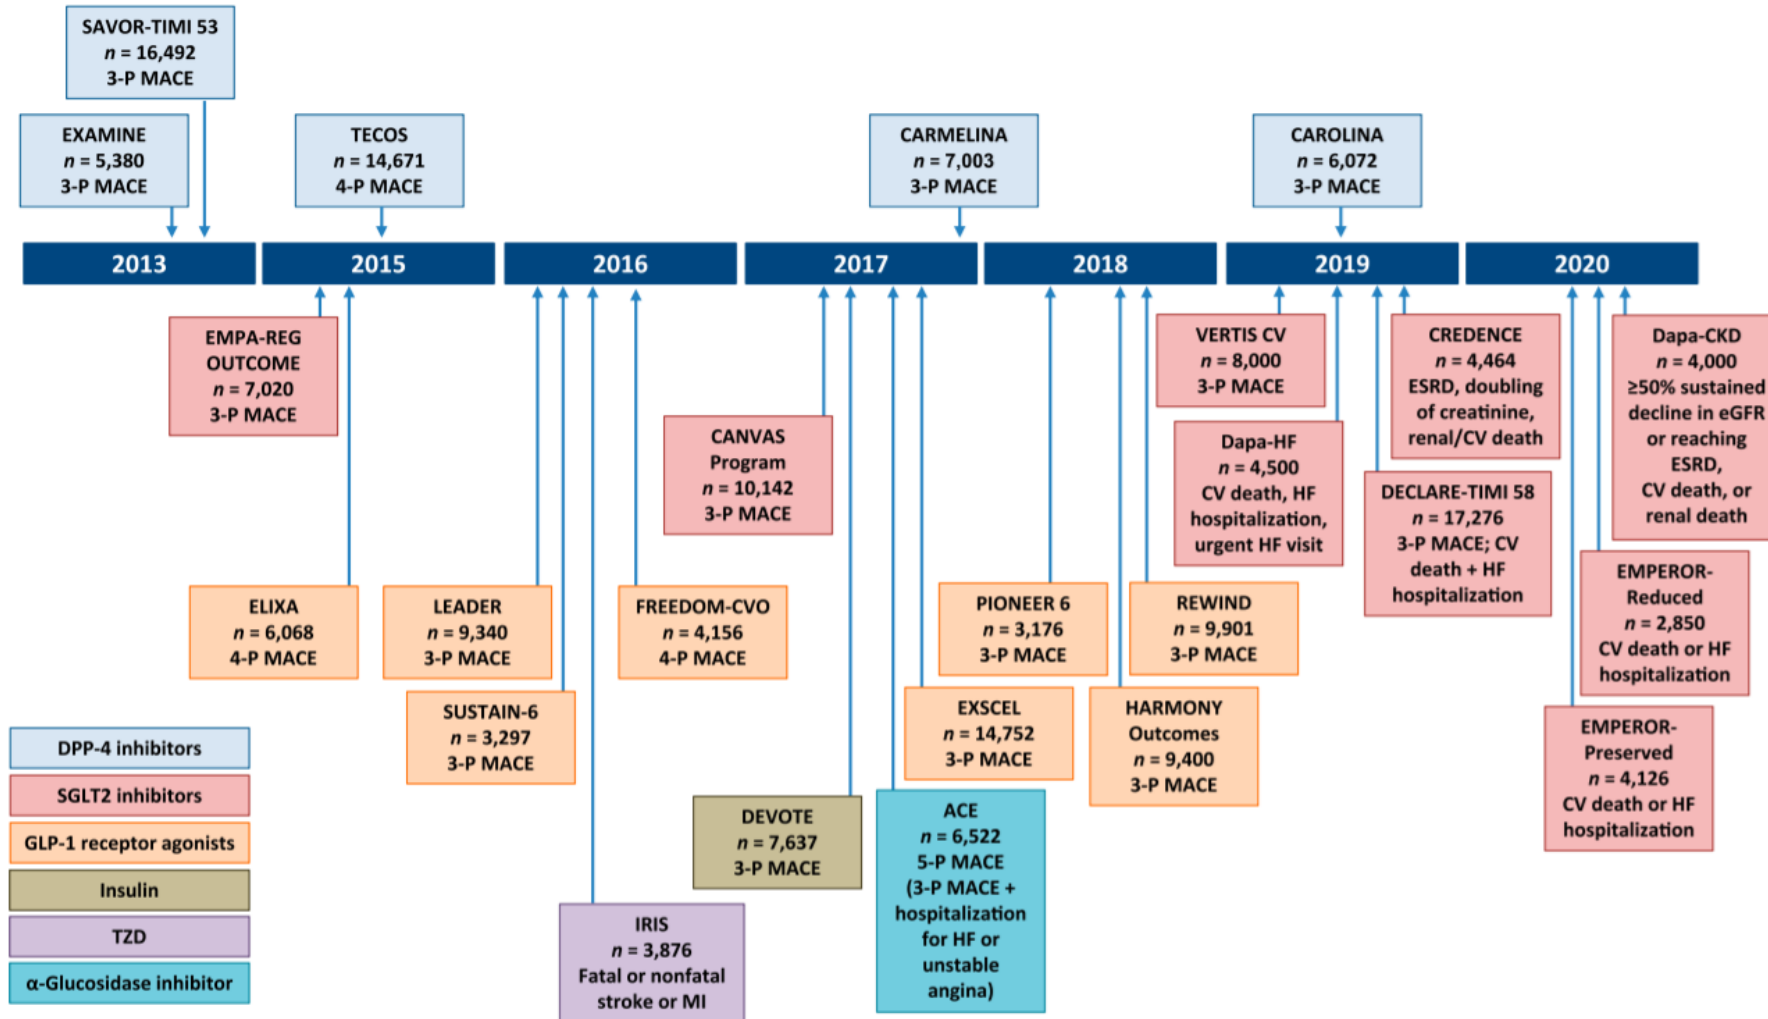 SAVOR-TIMI 53
n = 16,492
3-P MACE
EXAMINE
n = 5,380
3-P MACE
TECOS
n = 14,671
4-P MACE
CARMELINA
n = 7,003
3-P MACE
CAROLINA
n = 6,072
3-P MACE
2013
2015
2016
2017
2018
2019
2020
EMPA-REG
OUTCOME
n = 7,020
3-P MACE
CANVAS
Program
n = 10,142
3-P MACE
VERTIS CV
n = 8,000
3-P MACE
CREDENCE
n = 4,464
ESRD, doubling
of creatinine,
renal/CV death
Dapa-CKD
n = 4,000
≥50% sustained
decline in eGFR
or reaching
ESRD,
CV death, or
renal death
Dapa-HF
n = 4,500
CV death, HF
hospitalization,
urgent HF visit
DECLARE-TIMI 58
n = 17,276
3-P MACE; CV
death + HF
hospitalization
EMPEROR-
Reduced
n = 2,850
CV death or HF
hospitalization
EMPEROR-
Preserved
n = 4,126
CV death or HF
hospitalization
ELIXA
n = 6,068
4-P MACE
LEADER
n = 9,340
3-P MACE
FREEDOM-CVO
n = 4,156
4-P MACE
PIONEER 6
n = 3,176
3-P MACE
REWIND
n = 9,901
3-P MACE
SUSTAIN-6
n = 3,297
3-P MACE
EXSCEL
n = 14,752
3-P MACE
HARMONY
Outcomes
n = 9,400
3-P MACE
DEVOTE
n = 7,637
3-P MACE
ACE
n = 6,522
5-P MACE
(3-P MACE +
hospitalization
for HF or
unstable
angina)
IRIS
n = 3,876
Fatal or nonfatal
stroke or MI
DPP-4 inhibitors
SGLT2 inhibitors
GLP-1 receptor agonists
Insulin
TZD
α-Glucosidase inhibitor